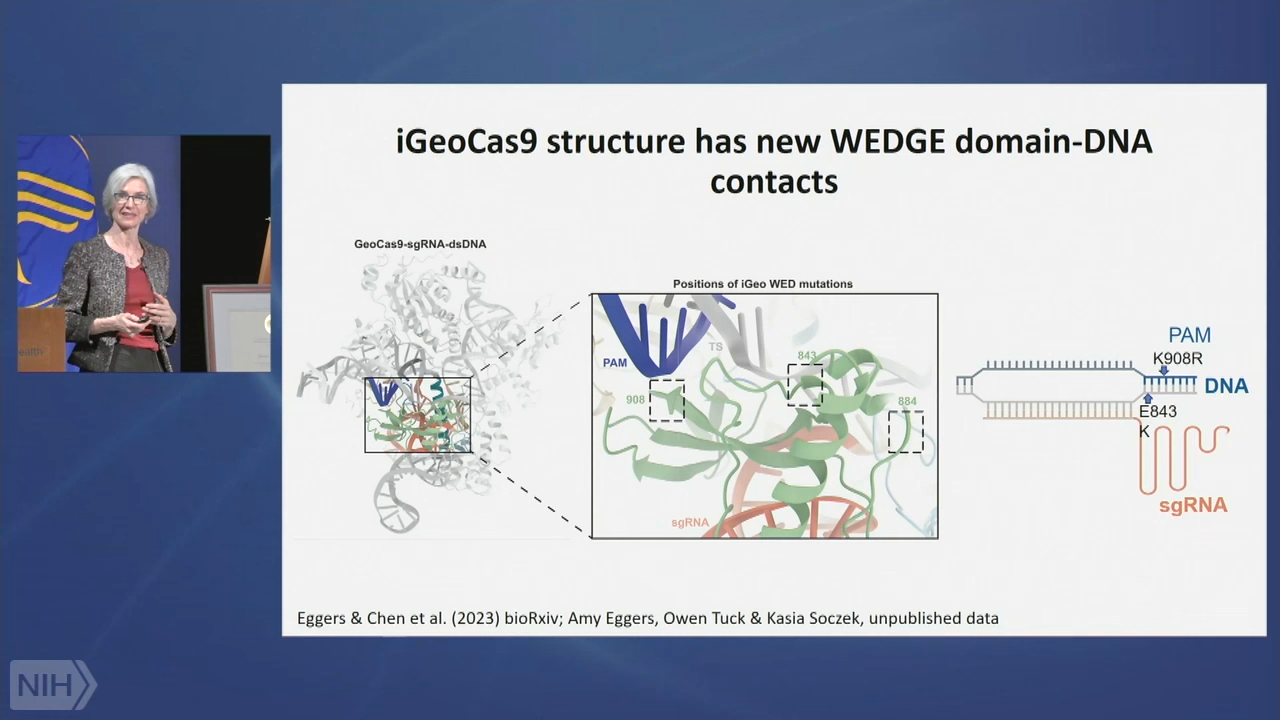 iGeoCas9 structure has new WEDGE domain-DNA
contacts
GeoCas9-sgRNA-dsDNA
Positions of iGeo WED mutations
PAM
TS
843
908
884
sgRNA
PAM
K908R
DNA
E843
K
sgRNA
Eggers & Chen et al. (2023) bioRxiv; Amy Eggers, Owen Tuck & Kasia Soczek, unpublished data
NIH